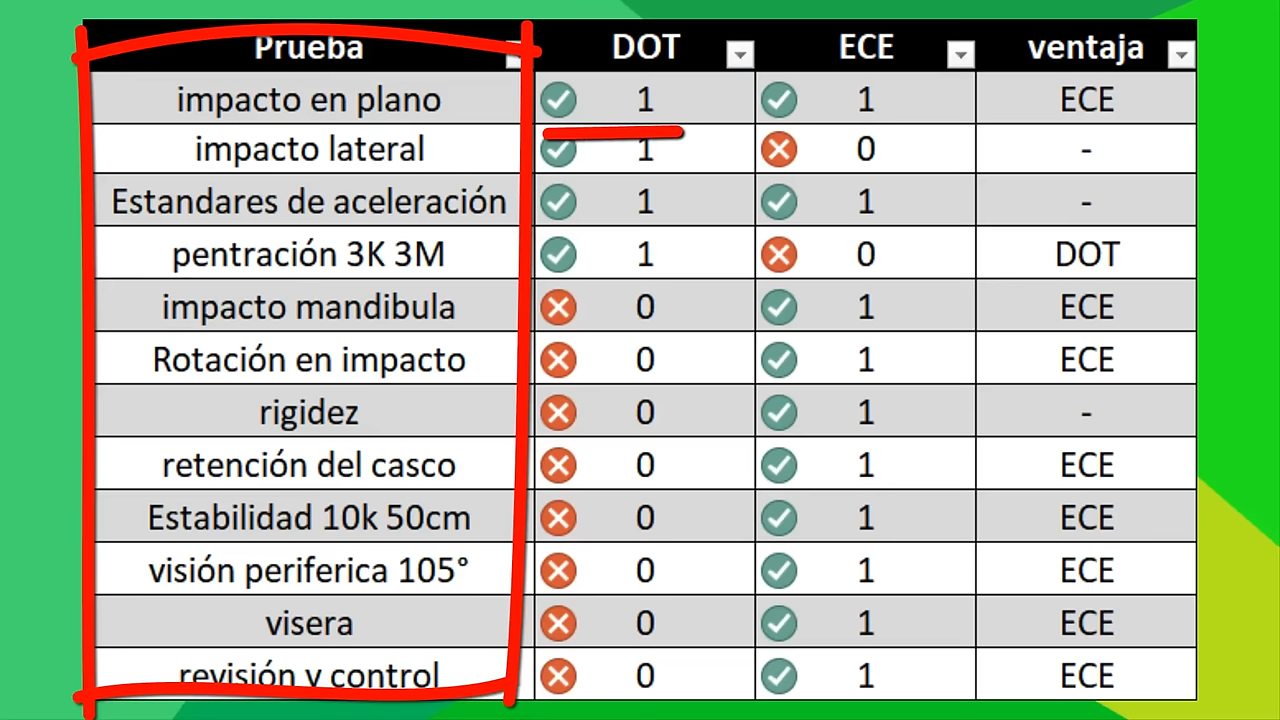 Prueba DOT ECE ventaja
impacto en plano 1 1 ECE
impacto lateral 1 0 -
Estandares de aceleración 1 1 -
pentración 3K 3M 1 0 DOT
impacto mandibula 0 1 ECE
Rotación en impacto 0 1 ECE
rigidez 0 1 -
retención del casco 0 1 ECE
Estabilidad 10k 50cm 0 1 ECE
visión periferica 105° 0 1 ECE
visera 0 1 ECE
revisión y control 0 1 ECE